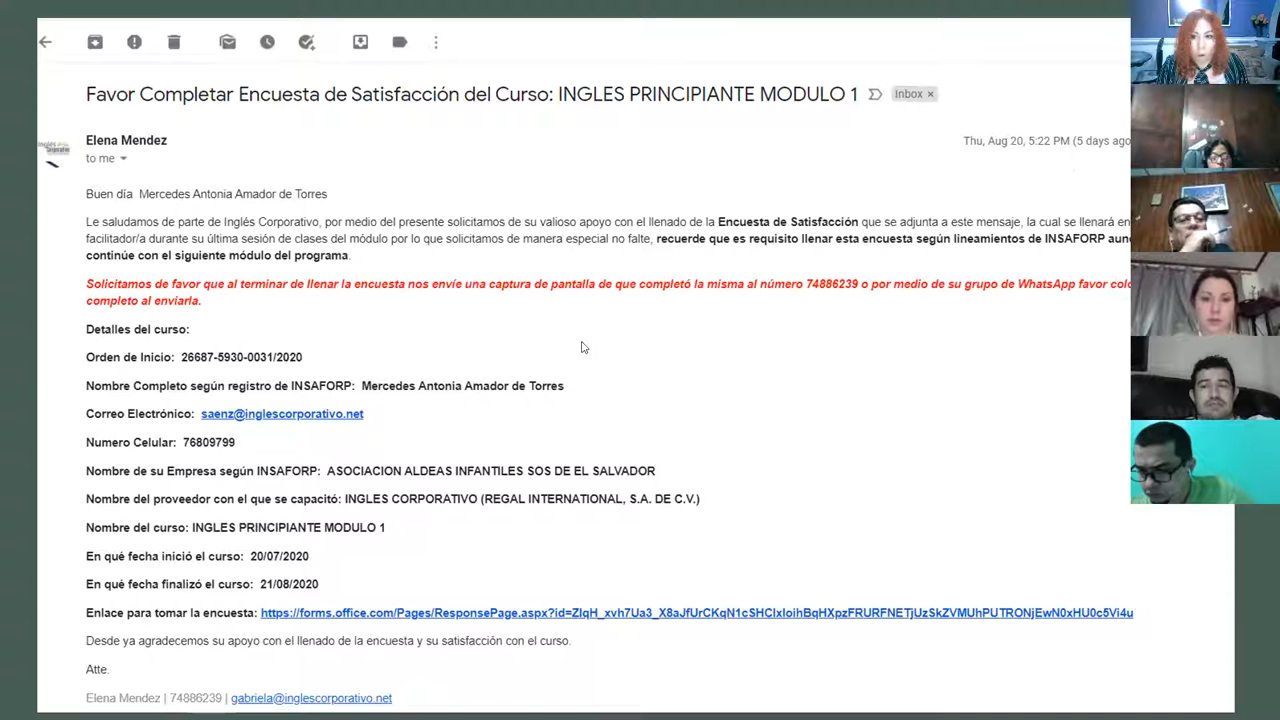 Favor Completar Encuesta de Satisfacción del Curso: INGLES PRINCIPIANTE MODULO 1
Inbox ×
Elena Mendez
Thu, Aug 20, 5:22 PM (5 days ago
to me
Buen día Mercedes Antonia Amador de Torres
Le saludamos de parte de Inglés Corporativo, por medio del presente solicitamos de su valioso apoyo con el llenado de la Encuesta de Satisfacción que se adjunta a este mensaje, la cual se llenará en
facilitador/a durante su última sesión de clases del módulo por lo que solicitamos de manera especial no falte, recuerde que es requisito llenar esta encuesta según lineamientos de INSAFORP
continúe con el siguiente módulo del programa.
Solicitamos de favor que al terminar de llenar la encuesta nos envíe una captura de pantalla de que completó la misma al número 74886239 o por medio de su grupo de WhatsApp favor
completo al enviarla.
Detalles del curso:
Orden de Inicio: 26687-5930-0031/2020
Nombre Completo según registro de INSAFORP: Mercedes Antonia Amador de Torres
Correo Electrónico: saenz@inglescorporativo.net
Numero Celular: 76809799
Nombre de su Empresa según INSAFORP: ASOCIACION ALDEAS INFANTILES SOS DE EL SALVADOR
Nombre del proveedor con el que se capacitó: INGLES CORPORATIVO (REGAL INTERNATIONAL, S.A. DE C.V.)
Nombre del curso: INGLES PRINCIPIANTE MODULO 1
En qué fecha inició el curso: 20/07/2020
En qué fecha finalizó el curso: 21/08/2020
Enlace para tomar la encuesta: https://forms.office.com/Pages/ResponsePage.aspx?id=ZIqH_xvh7Ua3_X8aJfUrCKqN1cSHCIxIoihBqHXpzFRURFNETjUzSkZVMUhPUTRONjEwN0xHU0c5Vi4u
Desde ya agradecemos su apoyo con el llenado de la encuesta y su satisfacción con el curso.
Atte.
Elena Mendez | 74886239 | gabriela@inglescorporativo.net